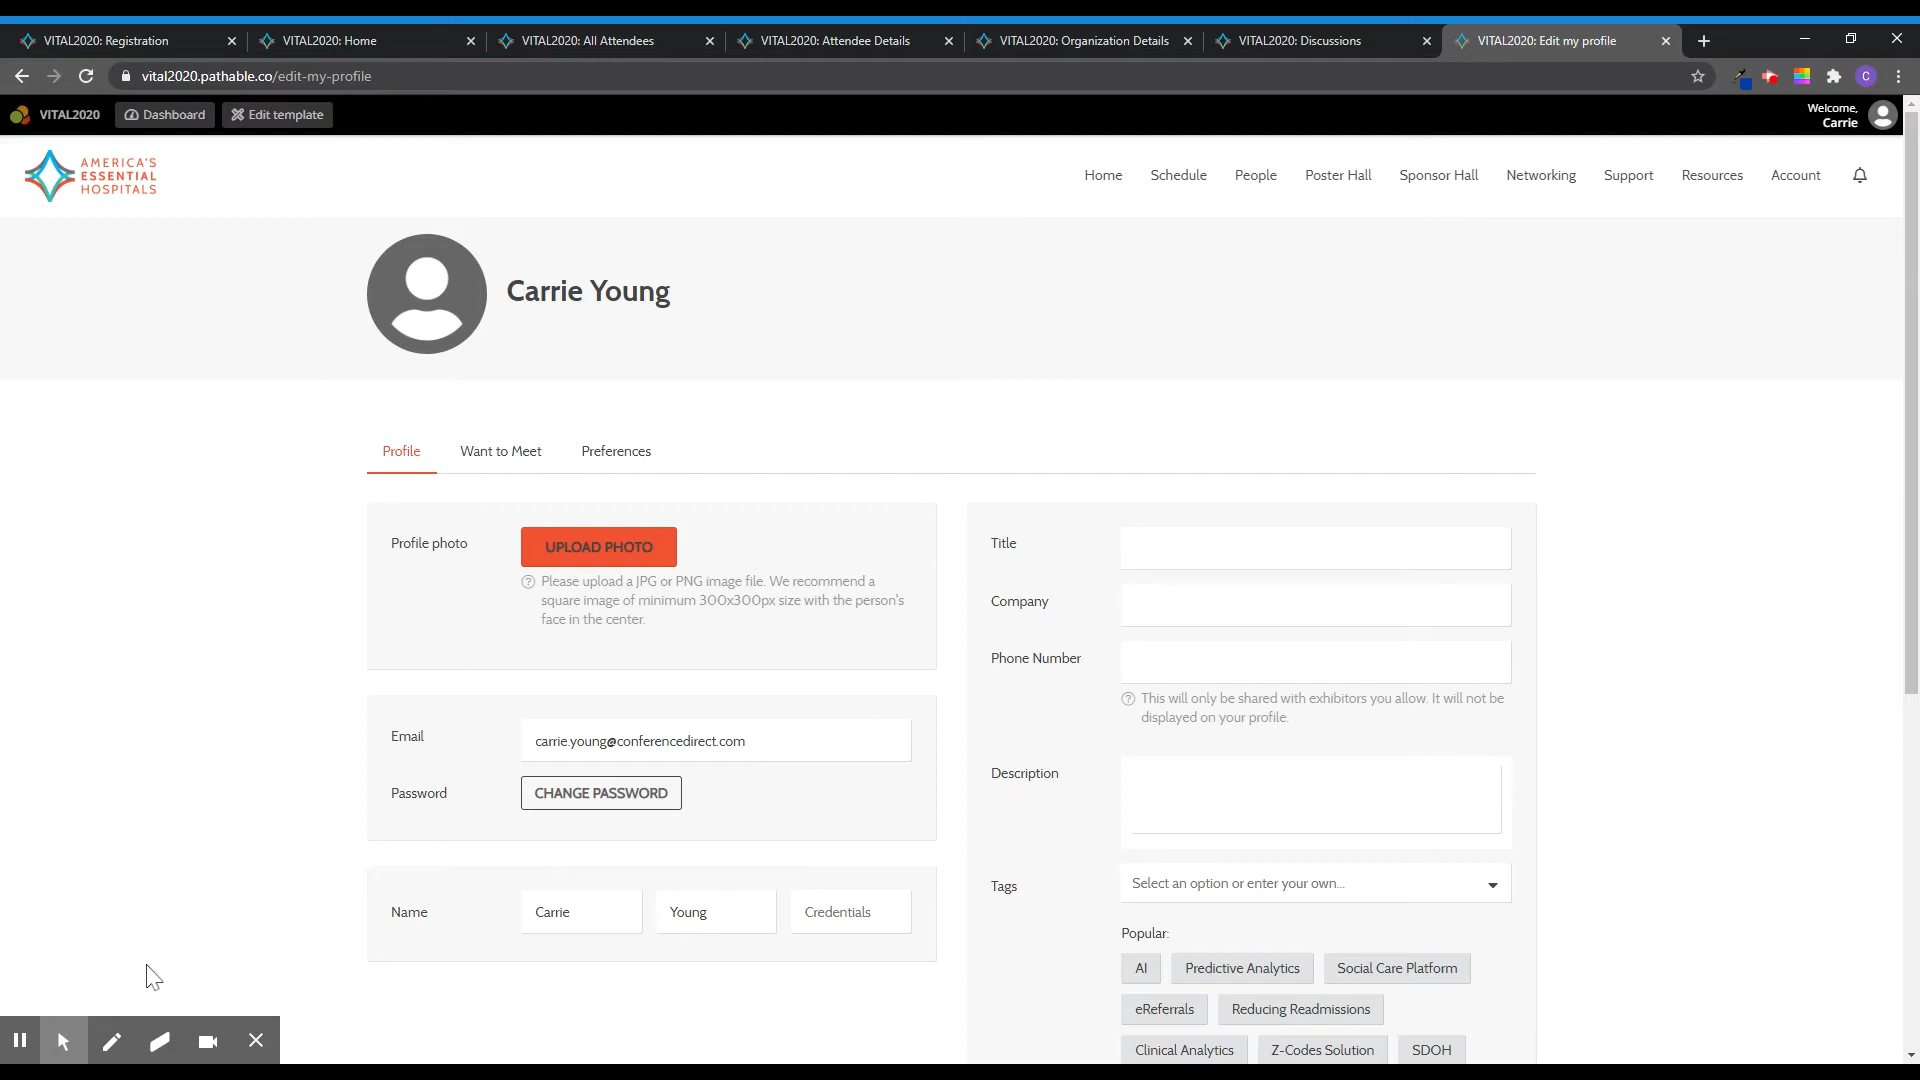 VITAL2020: Registration
VITAL2020: Home
VITAL2020: All Attendees
VITAL2020: Attendee Details
VITAL2020: Organization Details
VITAL2020: Discussions
VITAL2020: Edit my profile
vital2020.pathable.co/edit-my-profile
C
VITAL2020
Dashboard
Edit template
Welcome,
Carrie
AMERICA'S
ESSENTIAL
HOSPITALS
Home
Schedule
People
Poster Hall
Sponsor Hall
Networking
Support
Resources
Account
Carrie Young
Profile
Want to Meet
Preferences
Profile photo
UPLOAD PHOTO
Please upload a JPG or PNG image file. We recommend a
square image of minimum 300x300px size with the person's
face in the center.
Email
carrie.young@conferencedirect.com
Password
CHANGE PASSWORD
Name
Carrie
Young
Credentials
Title
Company
Phone Number
This will only be shared with exhibitors you allow. It will not be
displayed on your profile.
Description
Tags
Select an option or enter your own...
Popular:
AI
Predictive Analytics
Social Care Platform
eReferrals
Reducing Readmissions
Clinical Analytics
Z-Codes Solution
SDOH